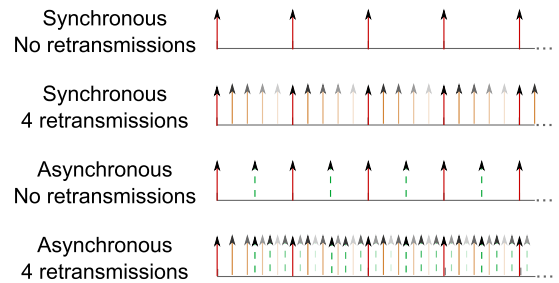 Synchronous
No retransmissions
Synchronous
4 retransmissions
Asynchronous
No retransmissions
Asynchronous
4 retransmissions